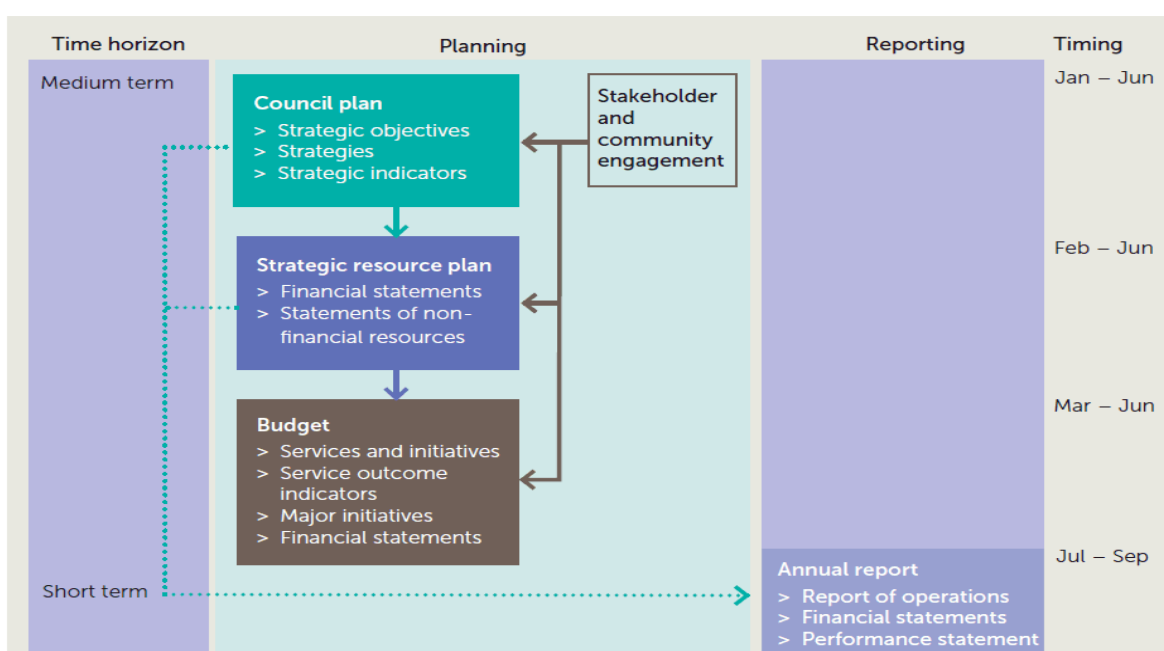 Time horizon
Planning
Reporting
Timing
Medium term
Council plan
> Strategic objectives
> Strategies
> Strategic indicators
Stakeholder
and
community
engagement
Jan – Jun
Strategic resource plan
> Financial statements
> Statements of non-
financial resources
Feb – Jun
Budget
> Services and initiatives
> Service outcome
indicators
> Major initiatives
> Financial statements
Mar – Jun
Short term
Annual report
> Report of operations
> Financial statements
> Performance statement
Jul – Sep